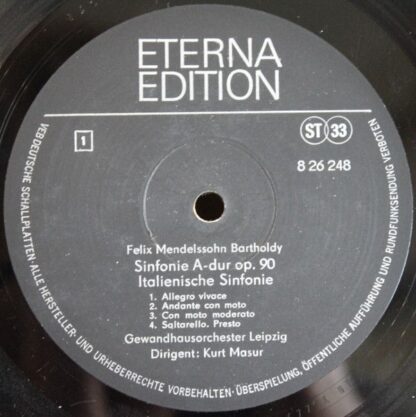 ETERNA
EDITION
ST 33
1
8 26 248
Felix Mendelssohn Bartholdy
Sinfonie A-dur op. 90
Italienische Sinfonie
1. Allegro vivace
2. Andante con moto
3. Con moto moderato
4. Saltarello. Presto
Gewandhausorchester Leipzig
Dirigent: Kurt Masur
VEB DEUTSCHE SCHALLPLATTEN · ALLE HERSTELLER- UND URHEBERRECHTE VORBEHALTEN · ÜBERSPIELUNG, ÖFFENTLICHE AUFFÜHRUNG UND RUNDFUNKSENDUNG VERBOTEN